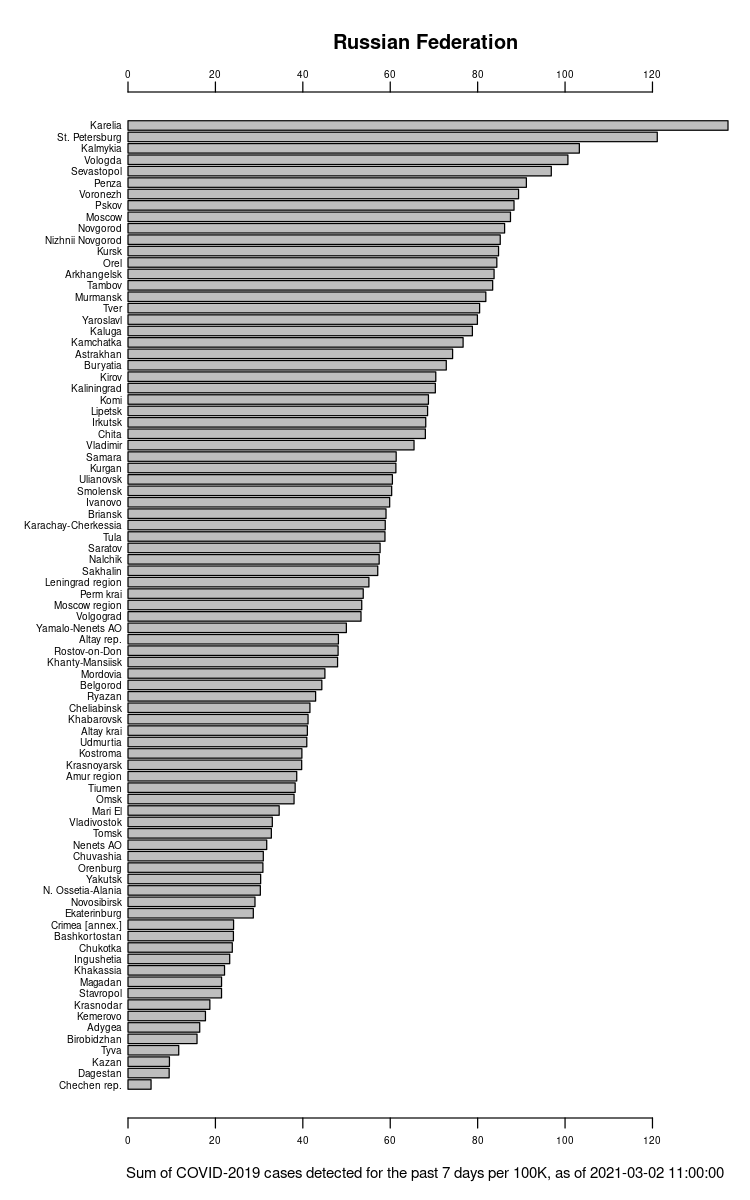 Russian Federation
0 20 40 60 80 100 120
Karelia
St. Petersburg
Kalmykia
Vologda
Sevastopol
Penza
Voronezh
Pskov
Moscow
Novgorod
Nizhnii Novgorod
Kursk
Orel
Arkhangelsk
Tambov
Murmansk
Tver
Yaroslavl
Kaluga
Kamchatka
Astrakhan
Buryatia
Kirov
Kaliningrad
Komi
Lipetsk
Irkutsk
Chita
Vladimir
Samara
Kurgan
Ulianovsk
Smolensk
Ivanovo
Briansk
Karachay-Cherkessia
Tula
Saratov
Nalchik
Sakhalin
Leningrad region
Perm krai
Moscow region
Volgograd
Yamalo-Nenets AO
Altay rep.
Rostov-on-Don
Khanty-Mansiisk
Mordovia
Belgorod
Ryazan
Cheliabinsk
Khabarovsk
Altay krai
Udmurtia
Kostroma
Krasnoyarsk
Amur region
Tiumen
Omsk
Mari El
Vladivostok
Tomsk
Nenets AO
Chuvashia
Orenburg
Yakutsk
N. Ossetia-Alania
Novosibirsk
Ekaterinburg
Crimea [annex.]
Bashkortostan
Chukotka
Ingushetia
Khakassia
Magadan
Stavropol
Krasnodar
Kemerovo
Adygea
Birobidzhan
Tyva
Kazan
Dagestan
Chechen rep.
0 20 40 60 80 100 120
Sum of COVID-2019 cases detected for the past 7 days per 100K, as of 2021-03-02 11:00:00